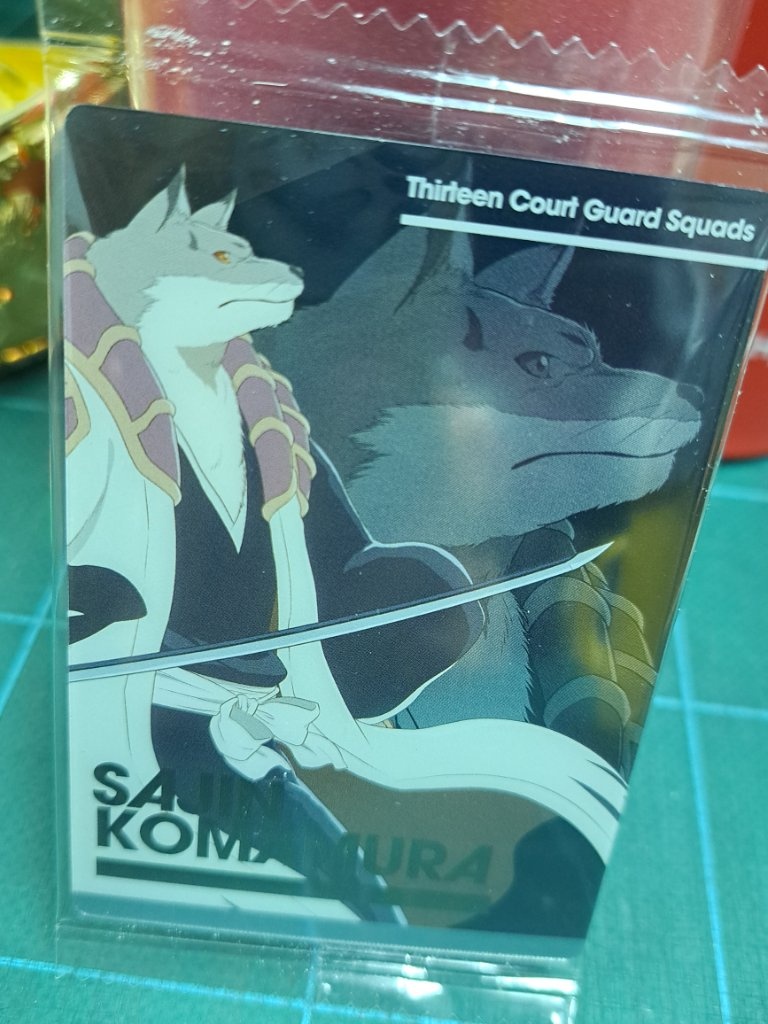 Thirteen Court Guard Squads
SAJIN
KOMAMURA